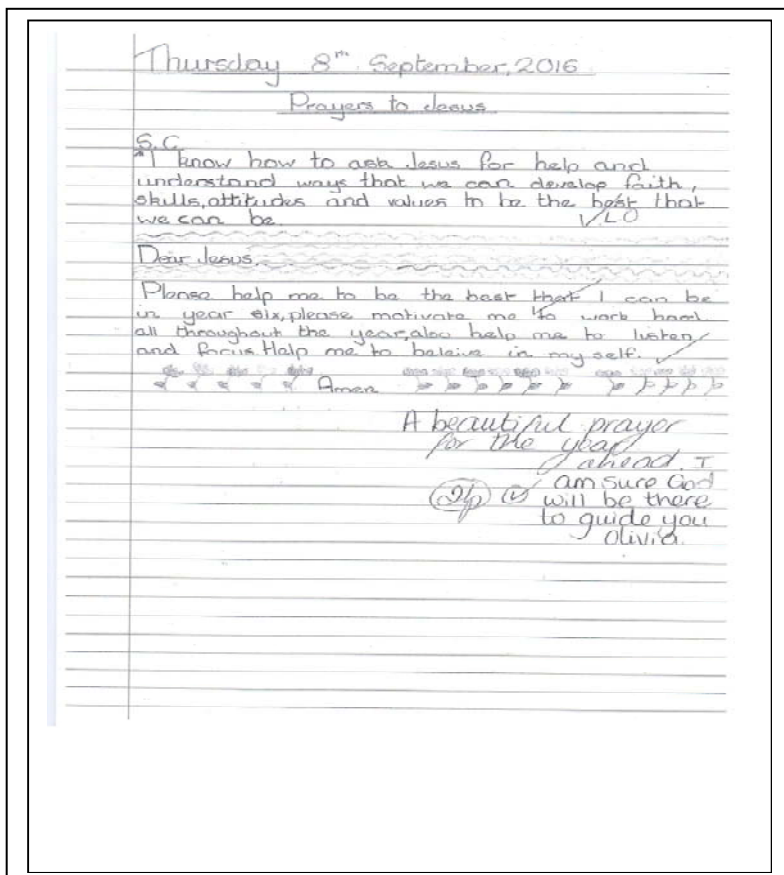 Thursday 8th September, 2016
Prayers to Jesus
S.C
*I know how to ask Jesus for help and
understand ways that we can develop faith,
skills, attitudes and values to be the best that
we can be. LO
Dear Jesus,
Please help me to be the best that I can be
in year six, please motivate me to work hard
all throughout the year, also help me to listen
and focus. Help me to beleive in my self.
Amen
A beautiful prayer
for the year
ahead. I
am sure God
will be there
to guide you
Olivia.